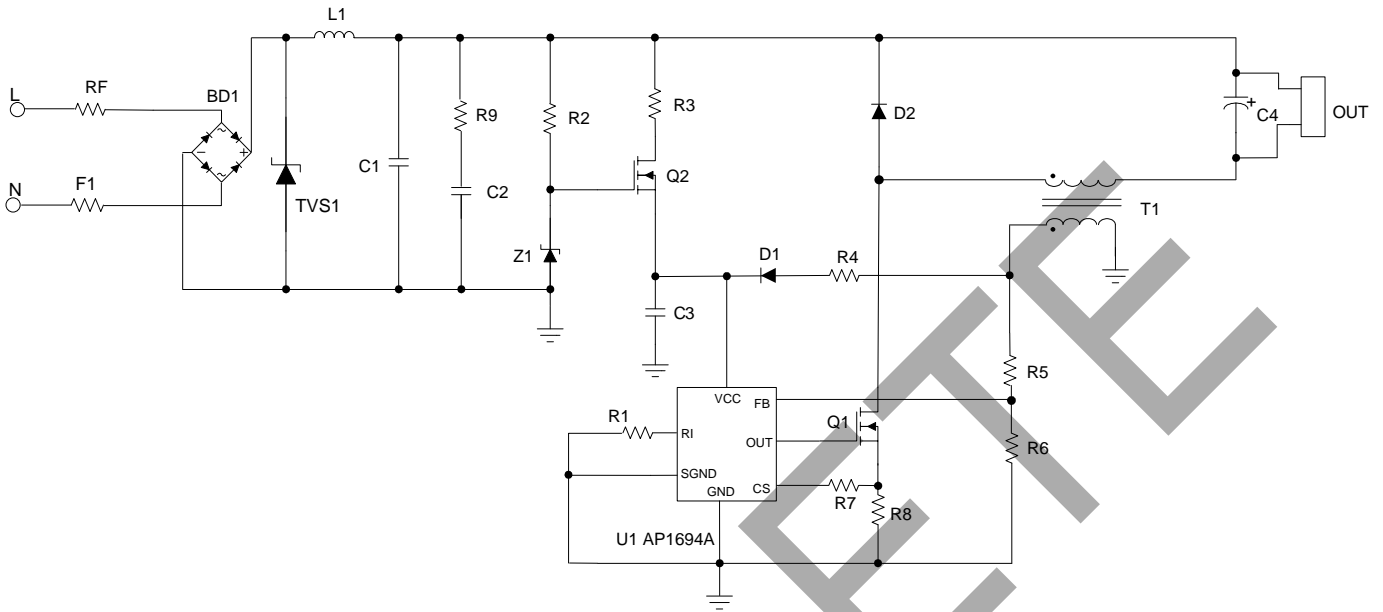 L1
L
RF
BD1
R9
R2
R3
D2
C4
OUT
C1
C2
Q2
N
F1
TVS1
T1
Z1
D1
R4
C3
R5
VCC
FB
R1
RI
OUT
Q1
R6
SGND
GND
CS
R7
R8
U1 AP1694A
+
-
+
ETE